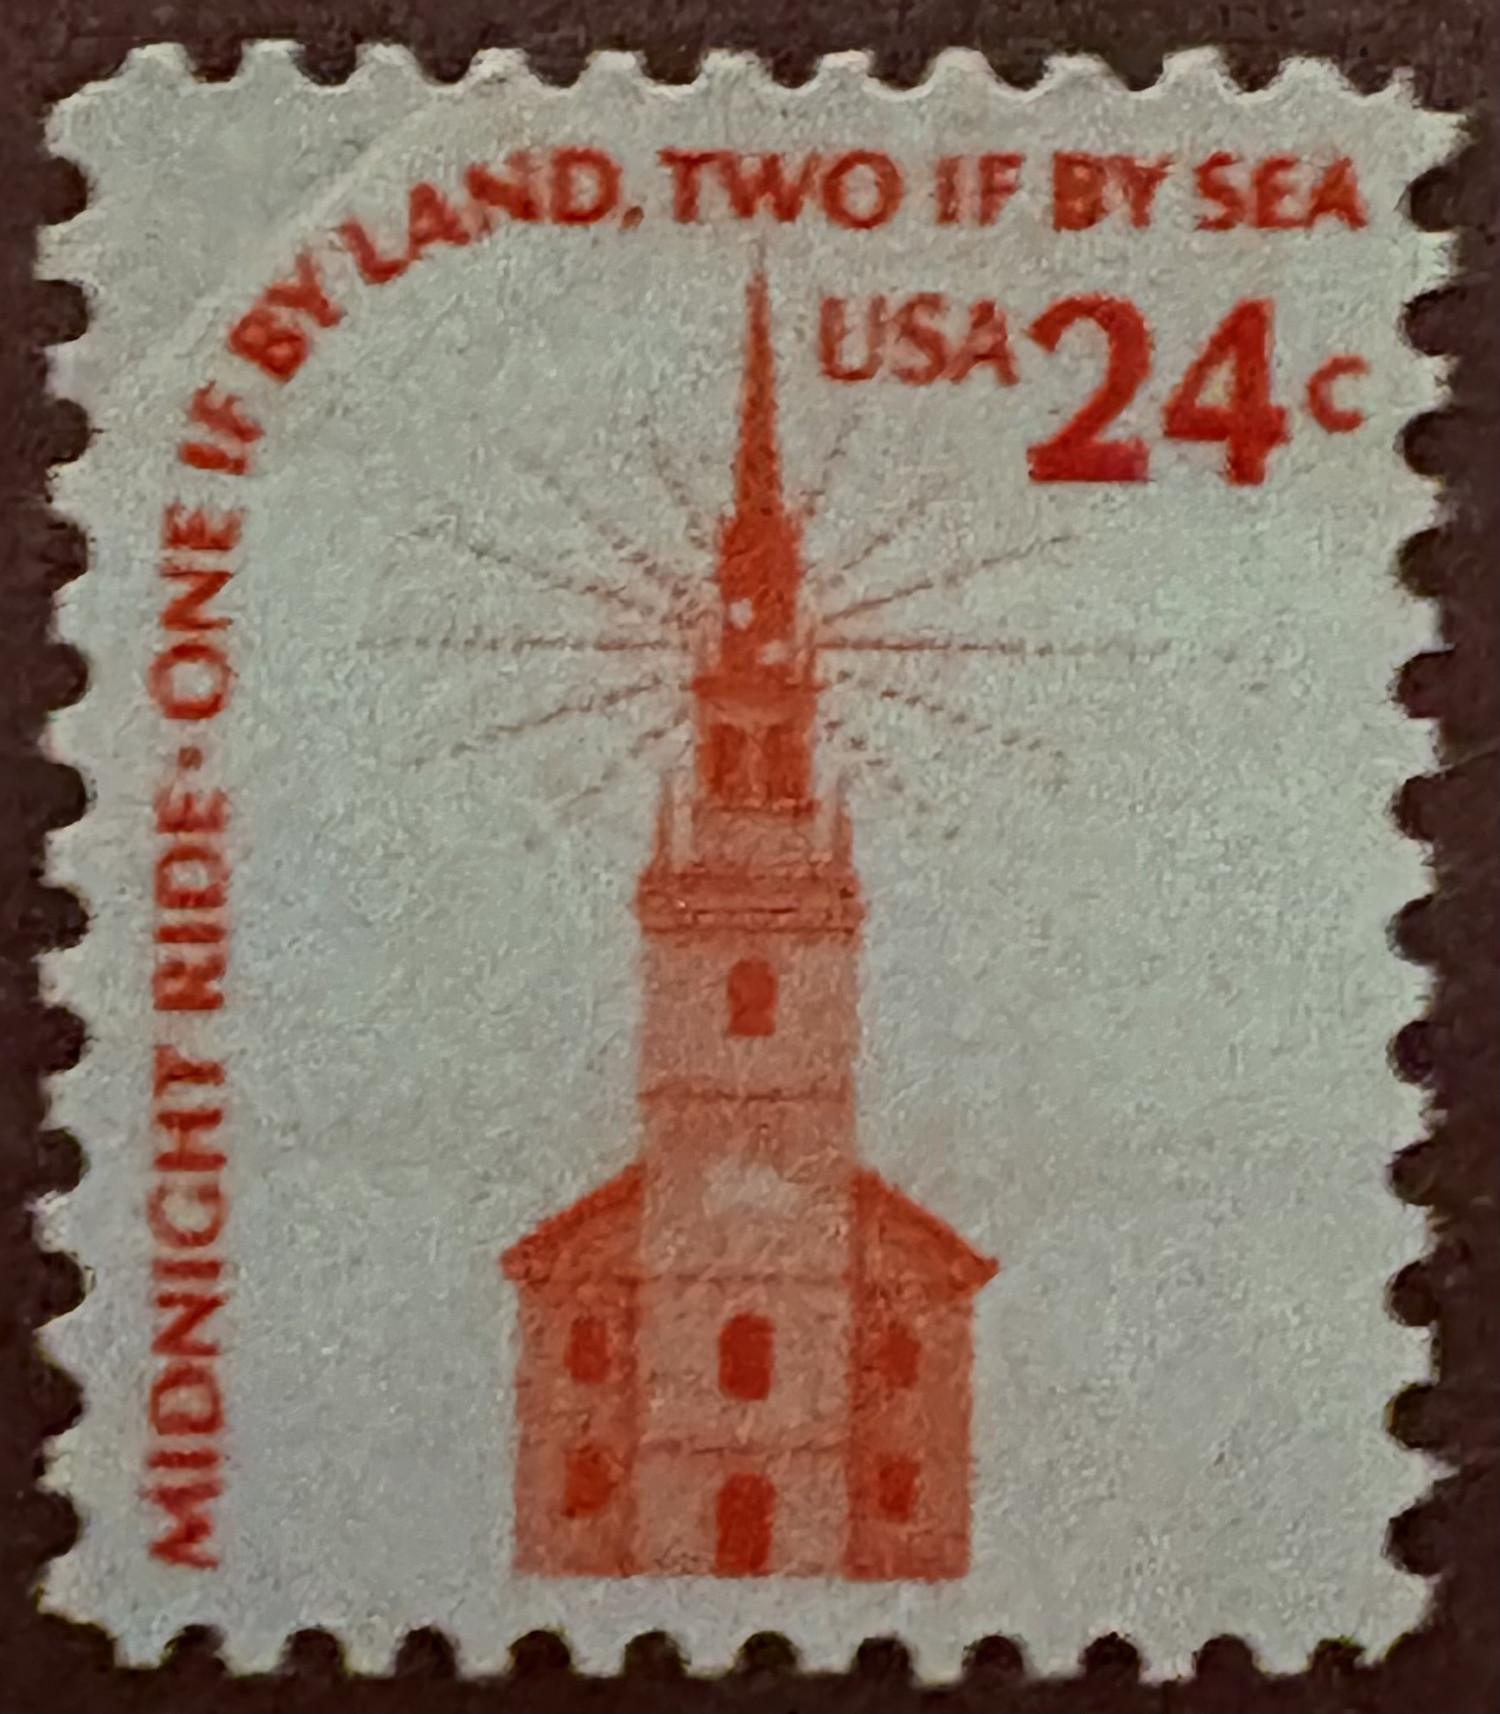 MIDNIGHT RIDE · ONE IF BY LAND, TWO IF BY SEA
USA 24c